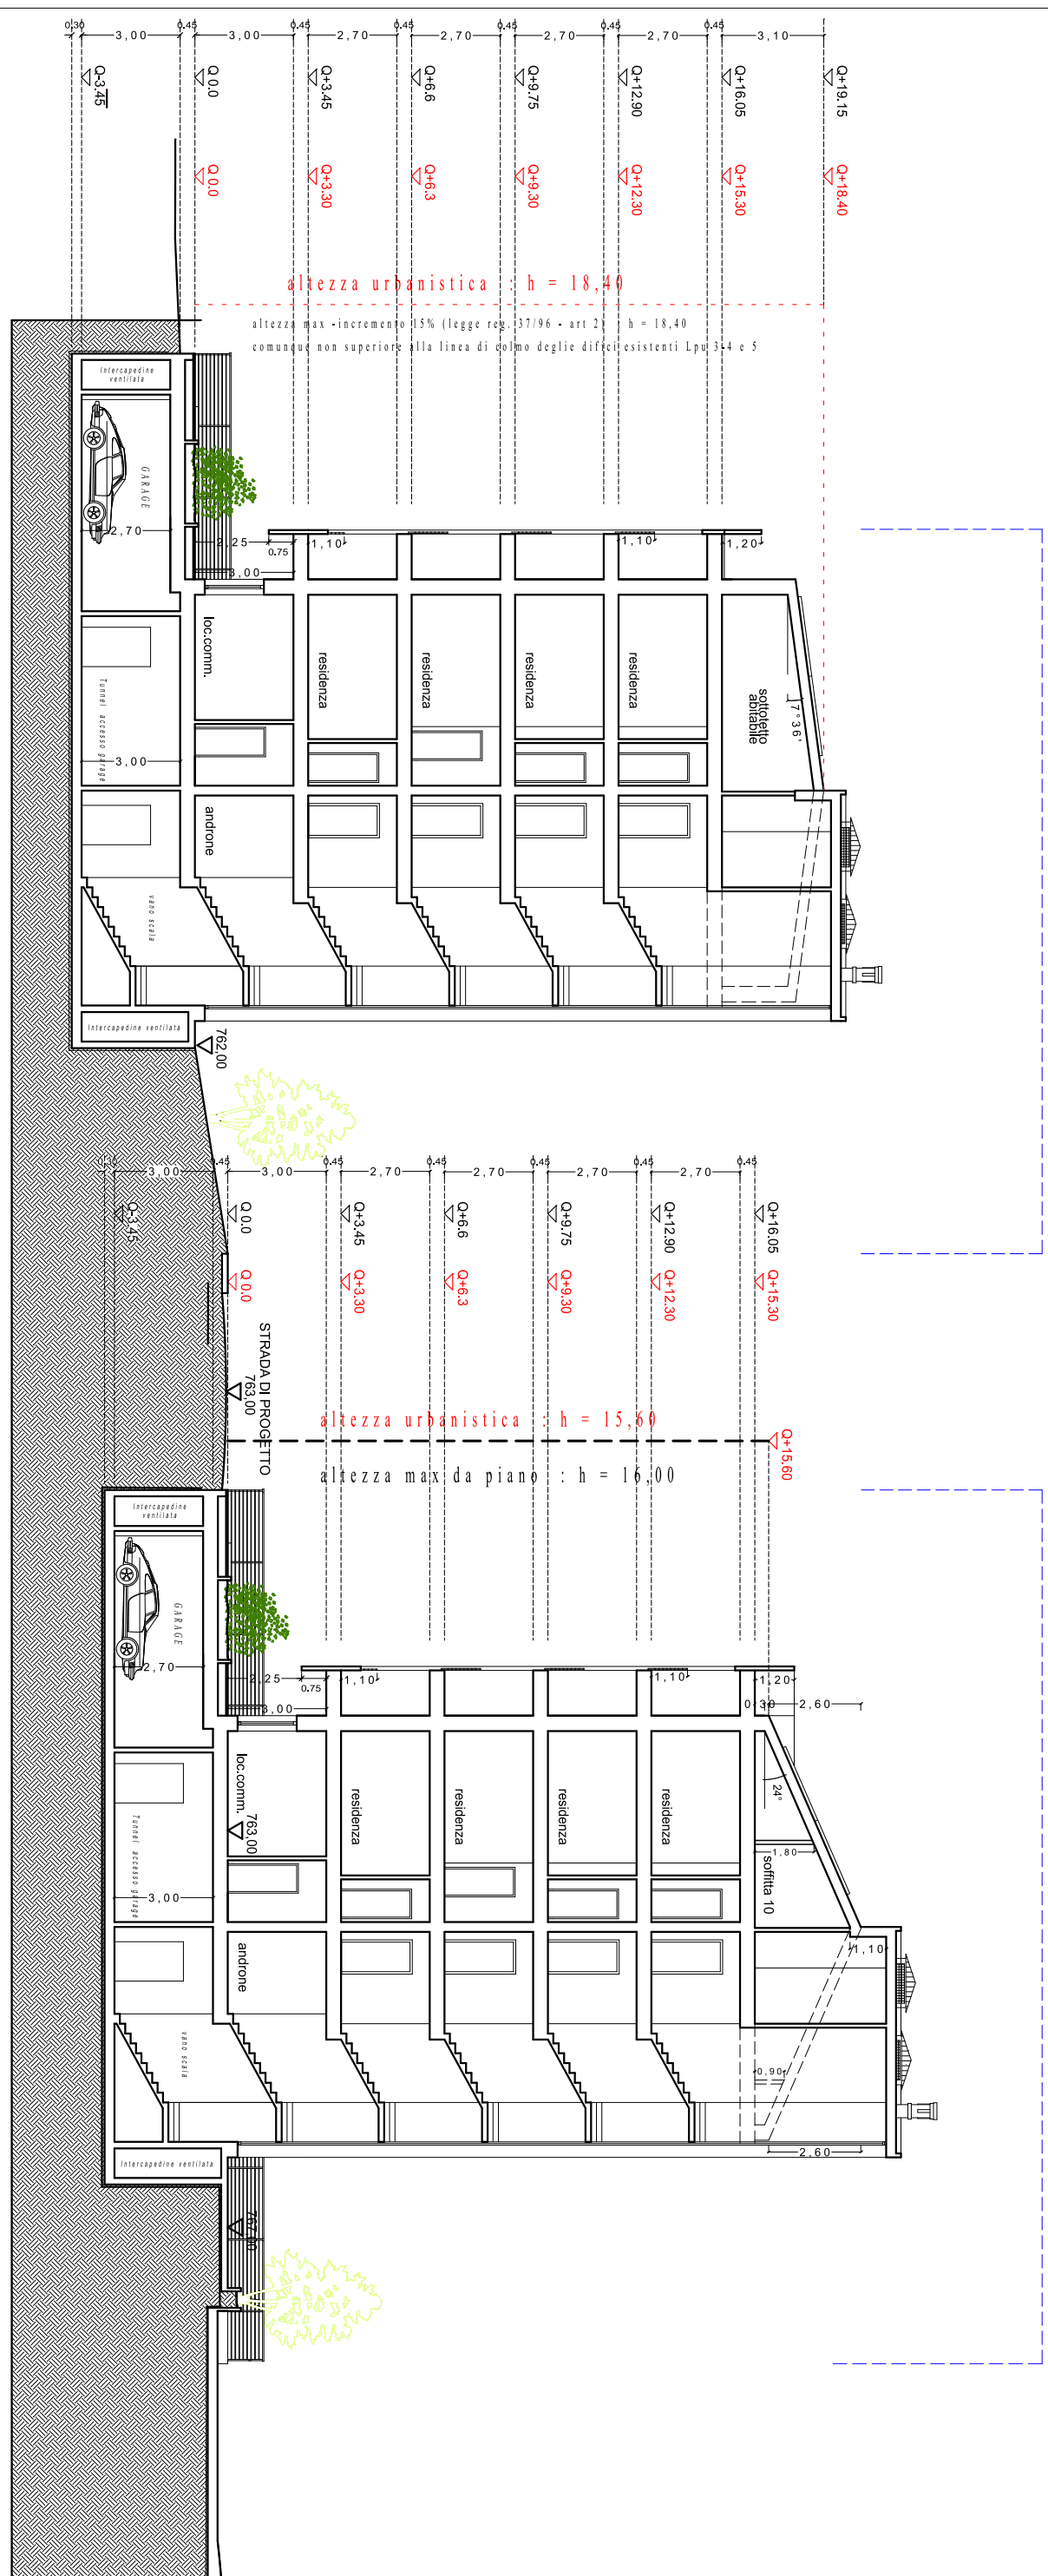 0.30 3,00 0.45 3,00 0.45 2,70 0.45 2,70 0.45 2,70 0.45 2,70 0.45 3,10
Q-3.45 Q 0.0 Q+3.45 Q+6.6 Q+9.75 Q+12.90 Q+16.05 Q+19.15
Q 0.0 Q+3.30 Q+6.3 Q+9.30 Q+12.30 Q+15.30 Q+18.40
altezza urbanistica : h = 18,40
altezza max -incremento 15% (legge reg. 37/96 - art 2) : h = 18,40
comunque non superiore alla linea di colmo deglie difici esistenti Lpu 3-4 e 5
Intercapedine
ventilata
GARAGE
2,70
2,25
0.75
3,00
1,10
1,10
1,20
loc.comm.
residenza
residenza
residenza
residenza
sottotetto
abitabile
7°36'
Tunnel accesso garage
3,00
androne
vano scala
Intercapedine ventilata
762,00
3,00 0.45 3,00 0.45 2,70 0.45 2,70 0.45 2,70 0.45 2,70 0.45
Q-3.45 Q 0.0 Q+3.45 Q+6.6 Q+9.75 Q+12.90 Q+16.05
Q 0.0 Q+3.30 Q+6.3 Q+9.30 Q+12.30 Q+15.30
STRADA DI PROGETTO
763,00
altezza urbanistica : h = 15,60
Q+15.60
altezza max da piano : h = 16,00
Intercapedine
ventilata
GARAGE
2,70
2,25
0.75
3,00
1,10
1,10
1,20
0.30
2,60
loc.comm.
763,00
residenza
residenza
residenza
residenza
24°
1,80
soffitta 10
Tunnel accesso garage
3,00
androne
1,10
vano scala
0,90
2,60
Intercapedine ventilata
767,00